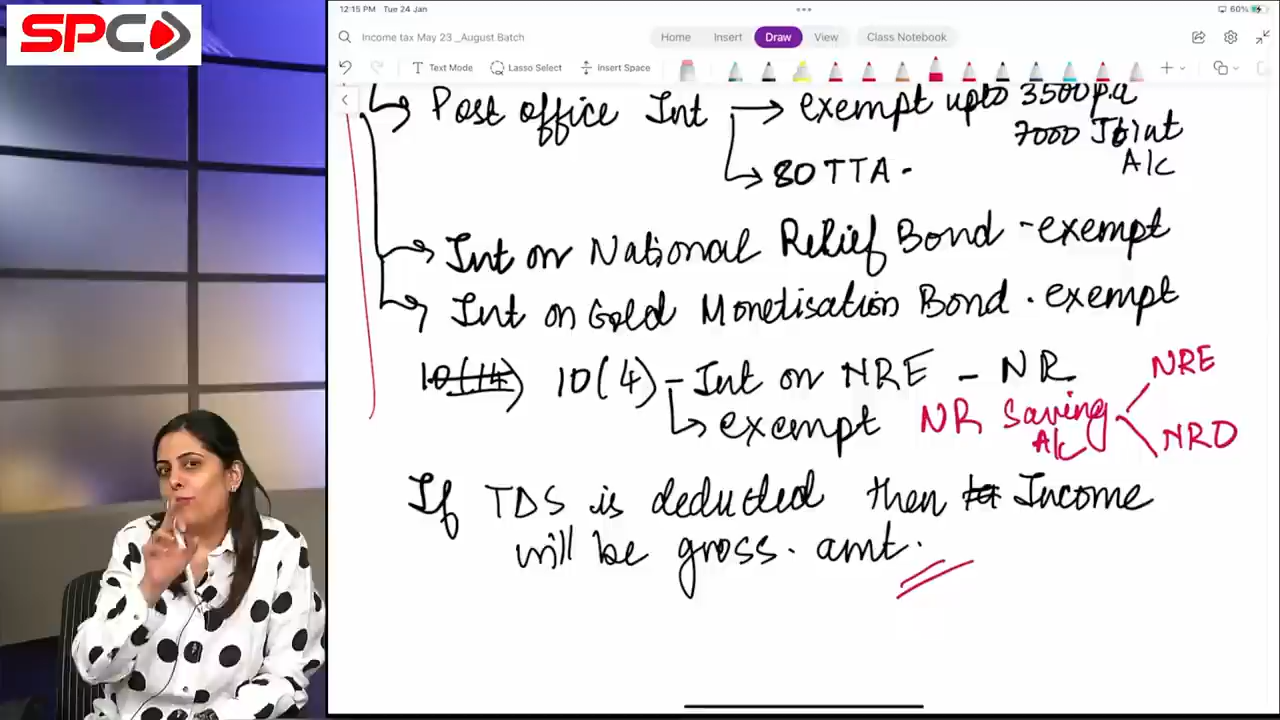 SPC
12:15 PM Tue 24 Jan
60%
Income tax May 23 _August Batch
Home Insert Draw View Class Notebook
Text Mode Lasso Select Insert Space
Post office Int → exempt upto 3500 p.a
7000 Joint
A/c
→ 80TTA.
Int on National Relief Bond - exempt
Int on Gold Monetisation Bond . exempt
10(14) 10(4) - Int on NRE - NR
exempt
NR Saving
A/c
NRE
NRO
If TDS is deducted then Income
will be gross. amt.